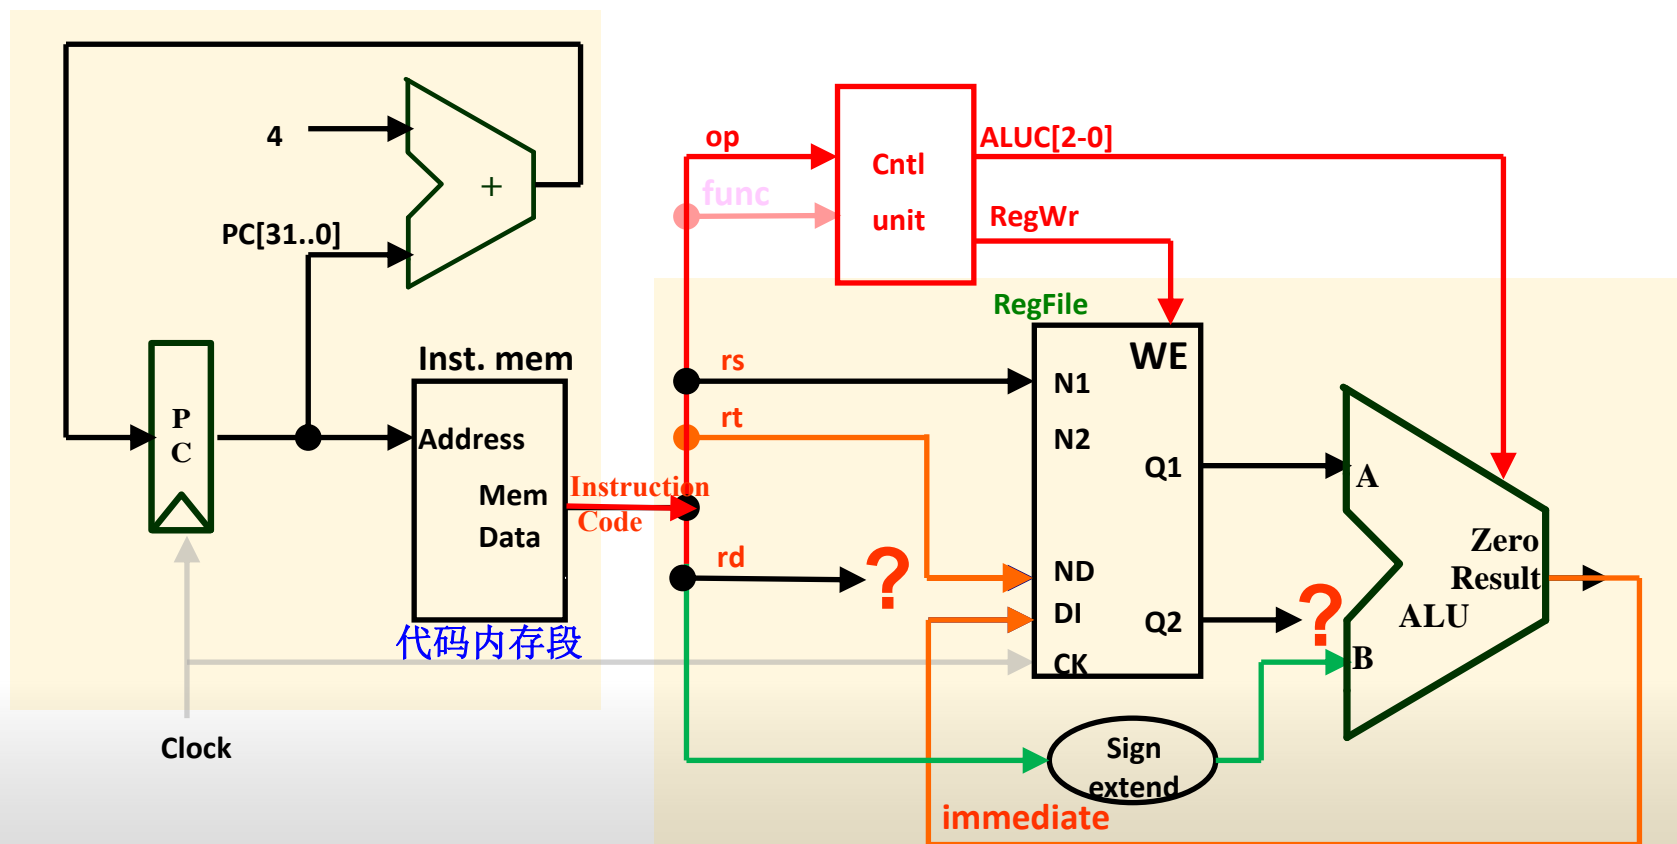 4
+
PC[31..0]
P
C
Inst. mem
Address
Mem
Data
Instruction
Code
代码内存段
Clock
op
func
Cntl
unit
ALUC[2-0]
RegWr
RegFile
rs
rt
rd
?
WE
N1
N2
Q1
ND
DI
Q2
CK
?
A
B
Zero
Result
ALU
Sign
extend
immediate